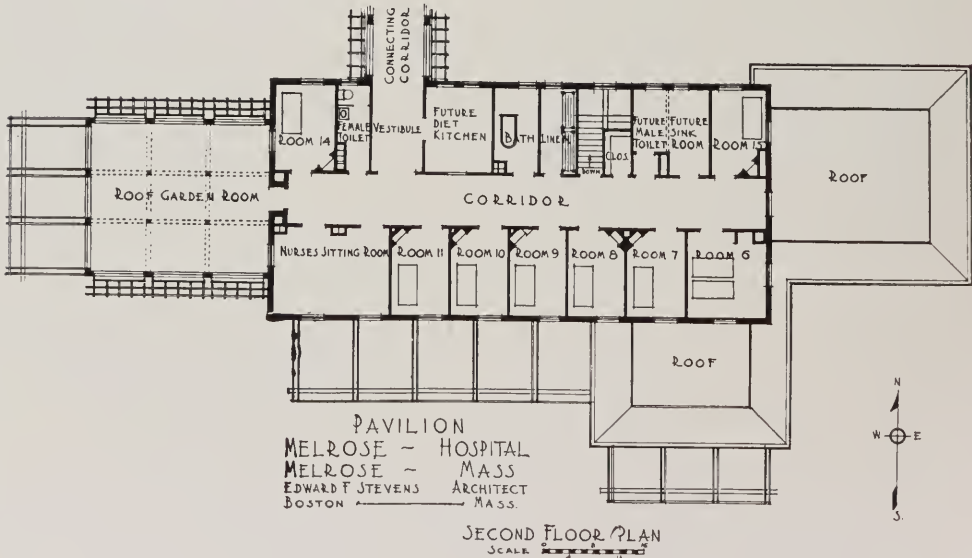 CONNECTING
CORRIDOR
ROOM 14
FEMALE
TOILET
VESTIBULE
FUTURE
DIET
KITCHEN
BATH
LINEN
DOWN
CLOS.
FUTURE
MALE
TOILET
FUTURE
SINK
ROOM
ROOM 15
ROOF
ROOF GARDEN ROOM
CORRIDOR
NURSES SITTING ROOM
ROOM 11
ROOM 10
ROOM 9
ROOM 8
ROOM 7
ROOM 6
ROOF
PAVILION
MELROSE ~ HOSPITAL
MELROSE ~ MASS
EDWARD F STEVENS ARCHITECT
BOSTON MASS.
N
W E
S.
SECOND FLOOR PLAN
SCALE